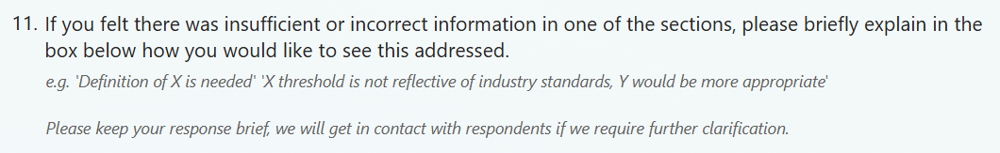 11. If you felt there was insufficient or incorrect information in one of the sections, please briefly explain in the
box below how you would like to see this addressed.
e.g. 'Definition of X is needed' 'X threshold is not reflective of industry standards, Y would be more appropriate'
Please keep your response brief, we will get in contact with respondents if we require further clarification.